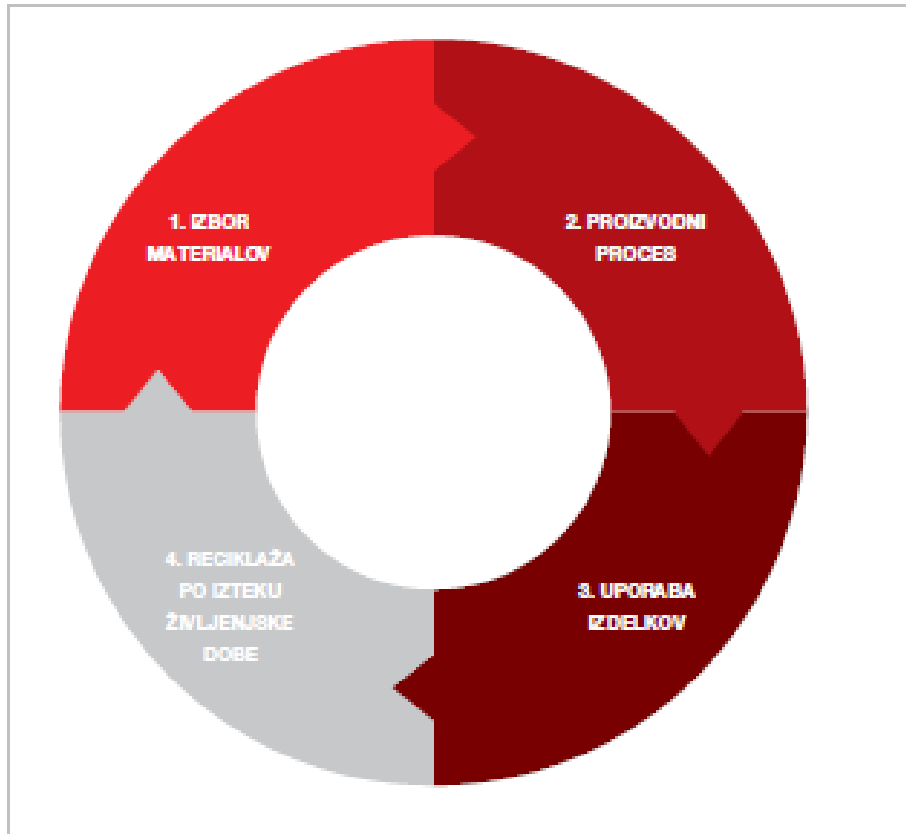 1. IZBOR
MATERIALOV
2. PROIZVODNI
PROCES
3. UPORABA
IZDELKOV
4. RECIKLAŽA
PO IZTEKU
ŽIVLJENJSKE
DOBE